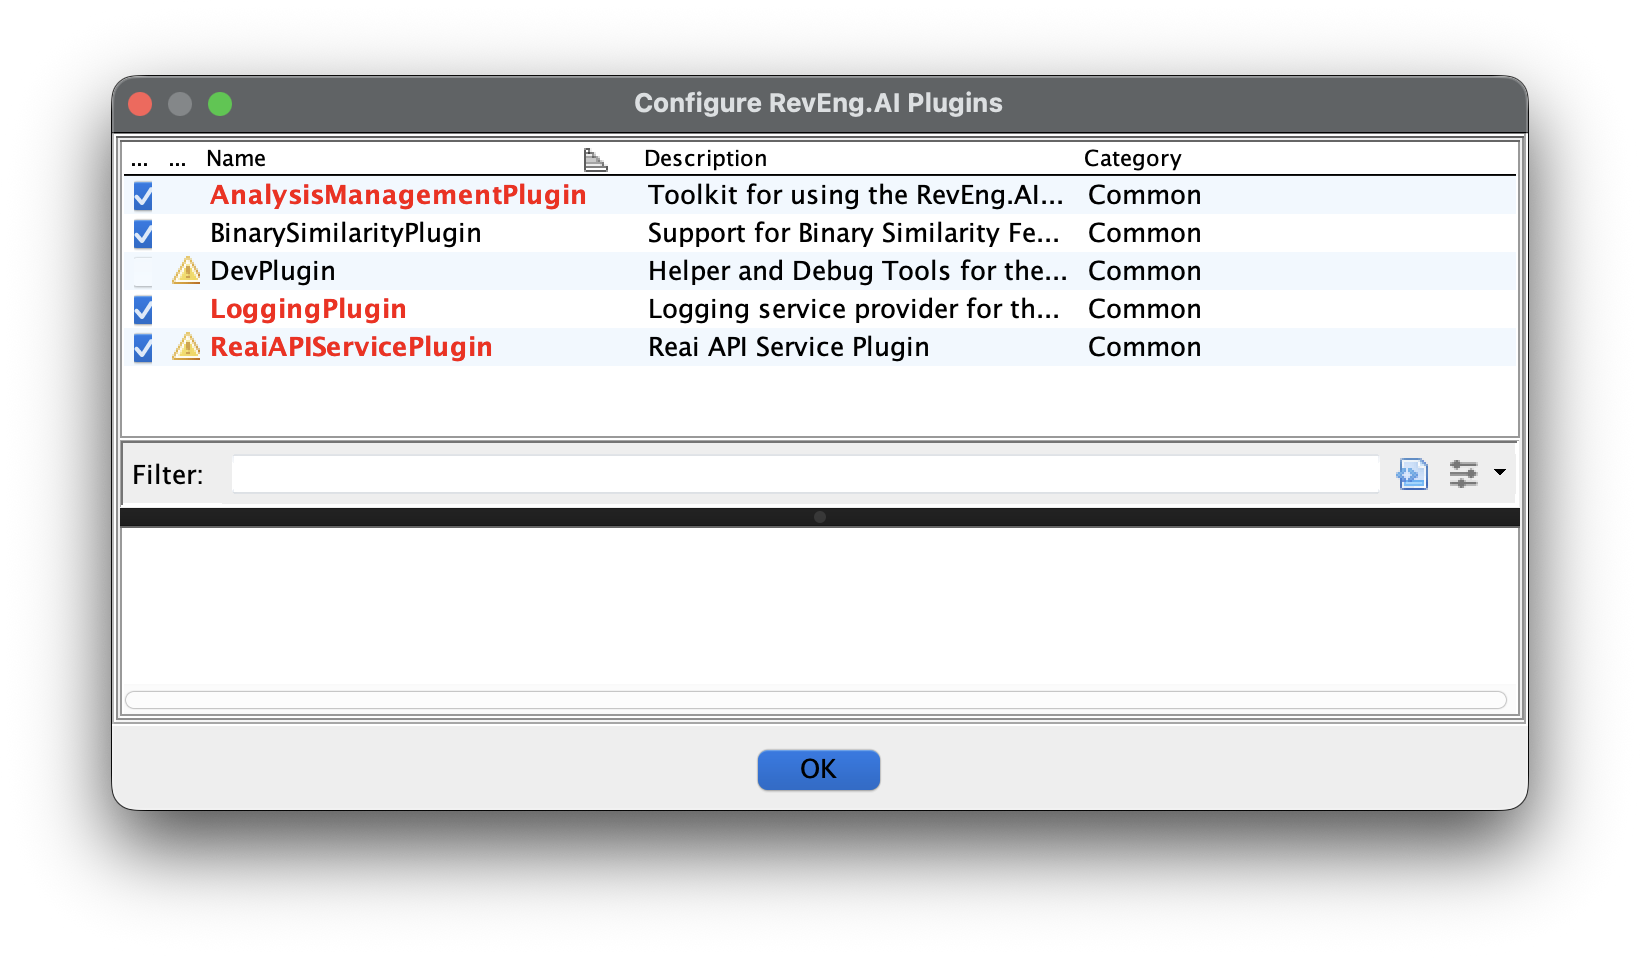 Configure RevEng.AI Plugins
... ... Name Description Category
AnalysisManagementPlugin Toolkit for using the RevEng.AI... Common
BinarySimilarityPlugin Support for Binary Similarity Fe... Common
DevPlugin Helper and Debug Tools for the... Common
LoggingPlugin Logging service provider for th... Common
ReaiAPIServicePlugin Reai API Service Plugin Common
Filter:
OK